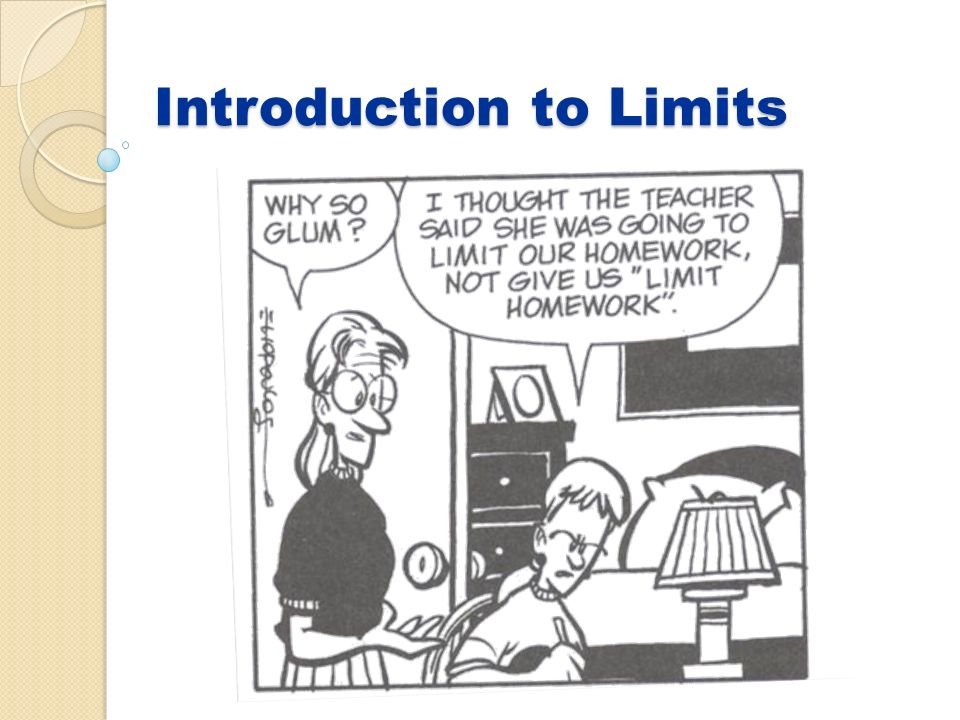 Introduction to Limits
WHY SO
GLUM?
I THOUGHT THE TEACHER
SAID SHE WAS GOING TO
LIMIT OUR HOMEWORK,
NOT GIVE US "LIMIT
HOMEWORK".